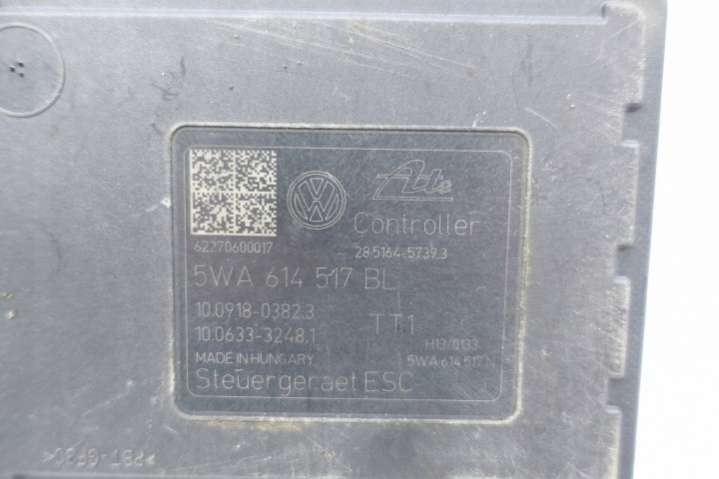 Ate
Controller
62270600017
28.5164-5739.3
5WA 614 517 BL
10.0918-0382.3
10.0633-3248.1
TT1
H13/0133
MADE IN HUNGARY
5WA 614 517 N
Steuergeraet ESC